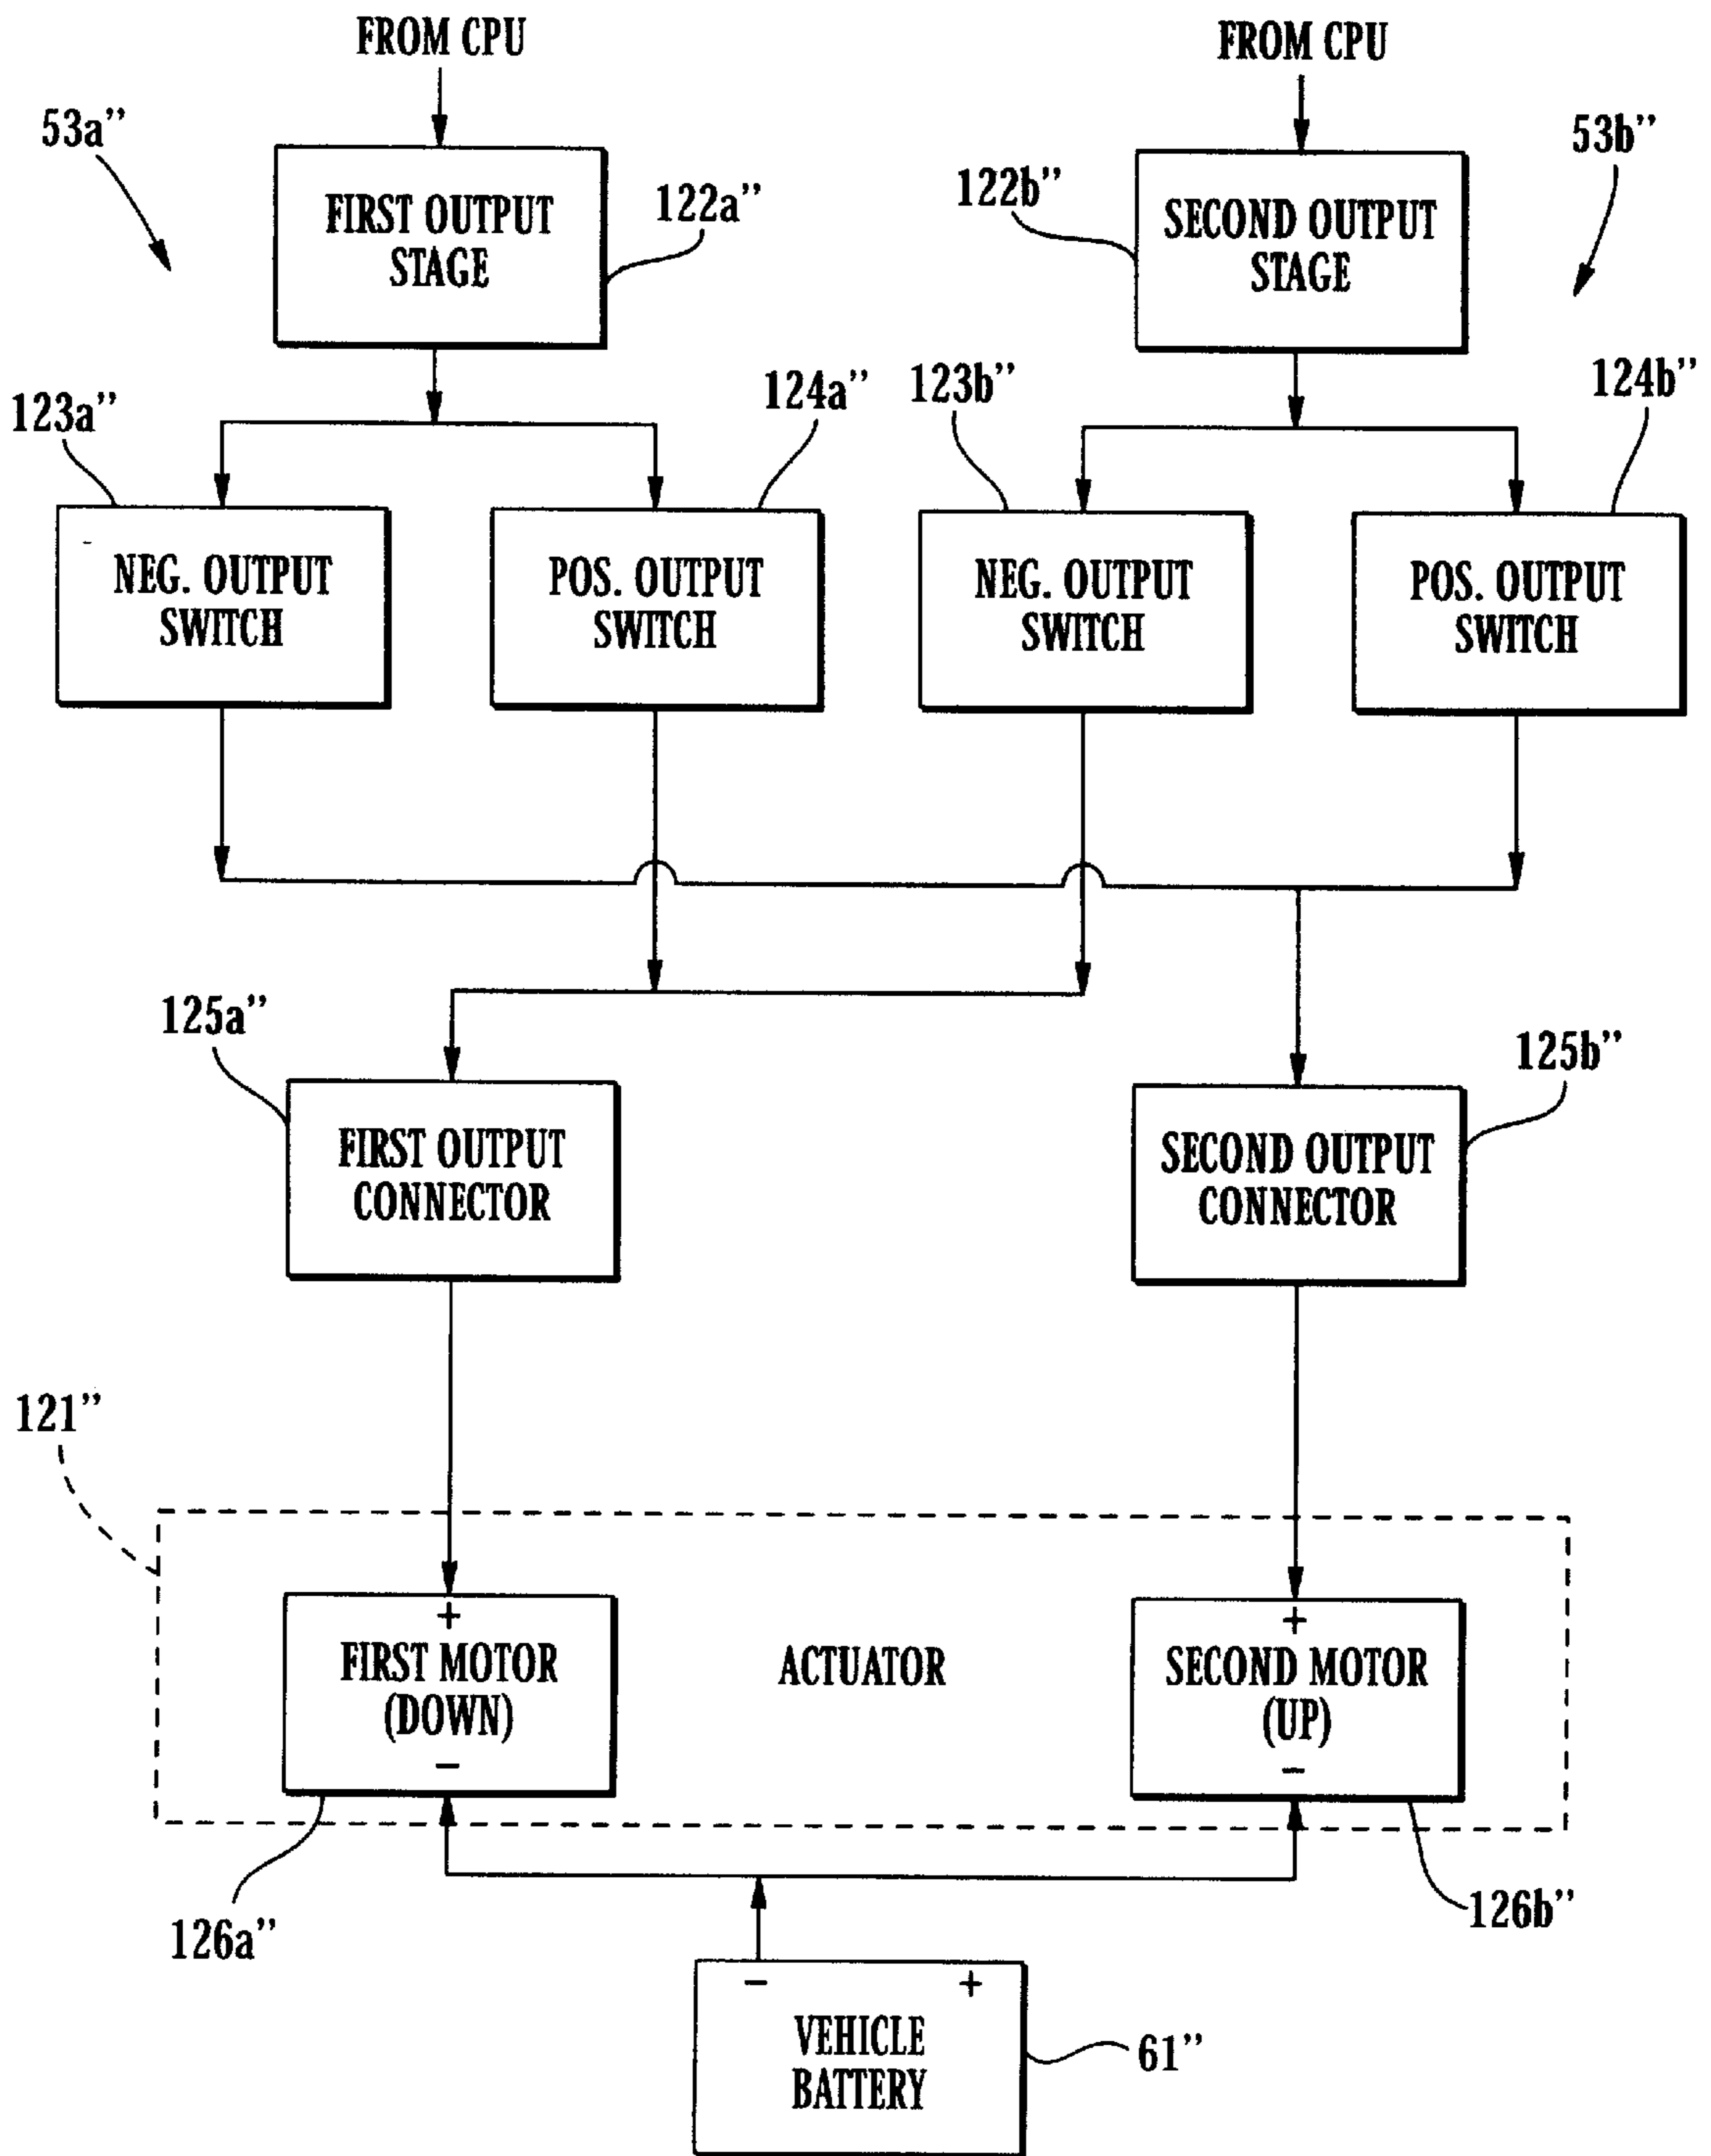 FROM CPU
FROM CPU
53a”
53b”
FIRST OUTPUT
STAGE
122a”
122b”
SECOND OUTPUT
STAGE
123a”
124a”
123b”
124b”
NEG. OUTPUT
SWITCH
POS. OUTPUT
SWITCH
NEG. OUTPUT
SWITCH
POS. OUTPUT
SWITCH
125a”
125b”
FIRST OUTPUT
CONNECTOR
SECOND OUTPUT
CONNECTOR
121”
+
FIRST MOTOR
(DOWN)
−
ACTUATOR
+
SECOND MOTOR
(UP)
−
126a”
126b”
− +
VEHICLE
BATTERY
61”